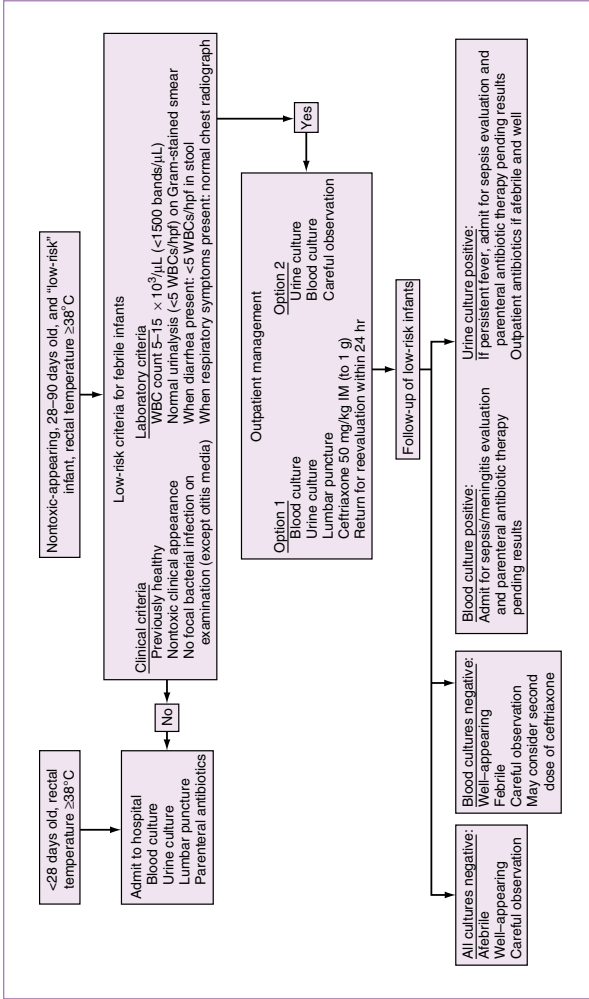 <28 days old, rectal
temperature ≥38°C
Nontoxic-appearing, 28–90 days old, and “low-risk”
infant, rectal temperature ≥38°C
Low-risk criteria for febrile infants
Clinical criteria
Previously healthy
Nontoxic clinical appearance
No focal bacterial infection on
examination (except otitis media)
Laboratory criteria
WBC count 5–15 ×10³/μL (<1500 bands/μL)
Normal urinalysis (<5 WBCs/hpf) on Gram-stained smear
When diarrhea present: <5 WBCs/hpf in stool
When respiratory symptoms present: normal chest radiograph
No
Admit to hospital
Blood culture
Urine culture
Lumbar puncture
Parenteral antibiotics
Yes
Outpatient management
Option 1
Blood culture
Urine culture
Lumbar puncture
Ceftriaxone 50 mg/kg IM (to 1 g)
Return for reevaluation within 24 hr
Option 2
Urine culture
Blood culture
Careful observation
Follow-up of low-risk infants
All cultures negative:
Afebrile
Well–appearing
Careful observation
Blood cultures negative:
Well–appearing
Febrile
Careful observation
May consider second
dose of ceftriaxone
Blood culture positive:
Admit for sepsis/meningitis evaluation
and parenteral antibiotic therapy
pending results
Urine culture positive:
If persistent fever, admit for sepsis evaluation and
parenteral antibiotic therapy pending results
Outpatient antibiotics if afebrile and well